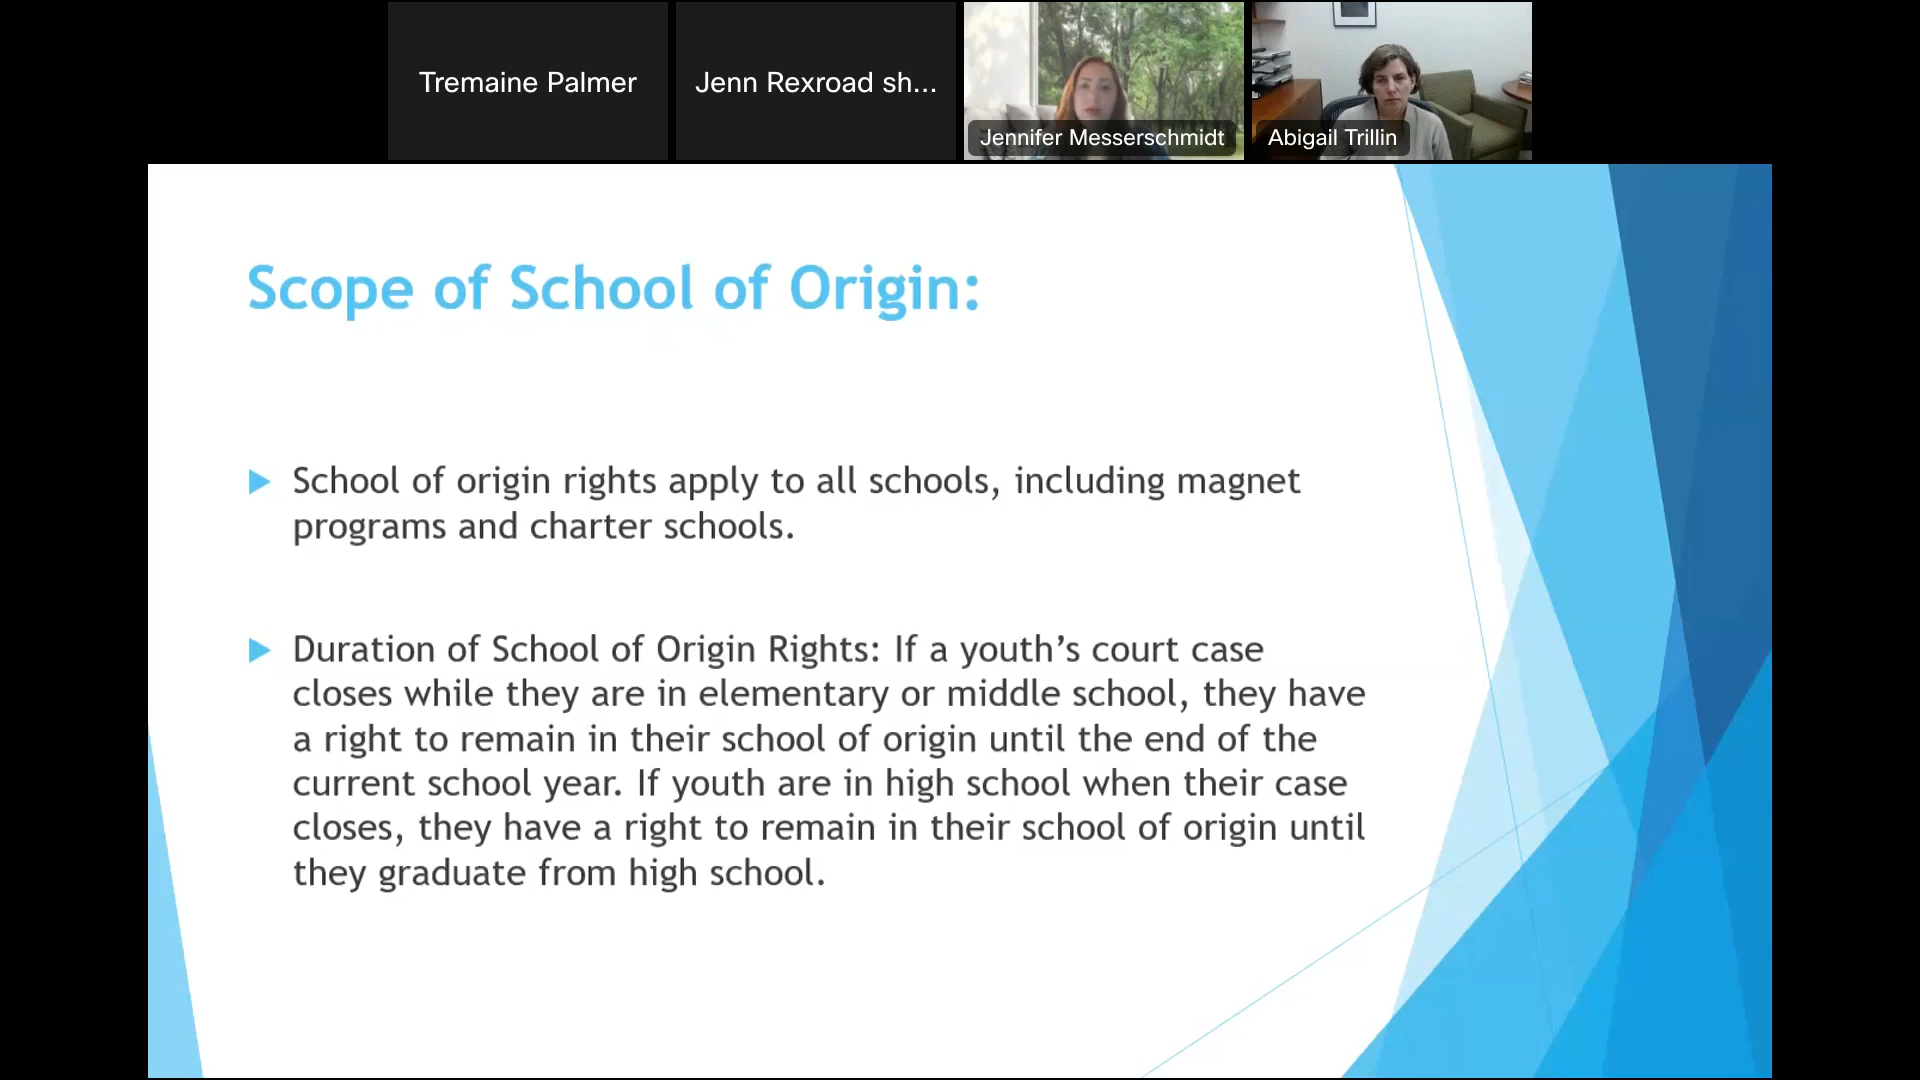 Tremaine Palmer
Jenn Rexroad sh...
Jennifer Messerschmidt
Abigail Trillin
Scope of School of Origin:
School of origin rights apply to all schools, including magnet
programs and charter schools.
Duration of School of Origin Rights: If a youth’s court case
closes while they are in elementary or middle school, they have
a right to remain in their school of origin until the end of the
current school year. If youth are in high school when their case
closes, they have a right to remain in their school of origin until
they graduate from high school.